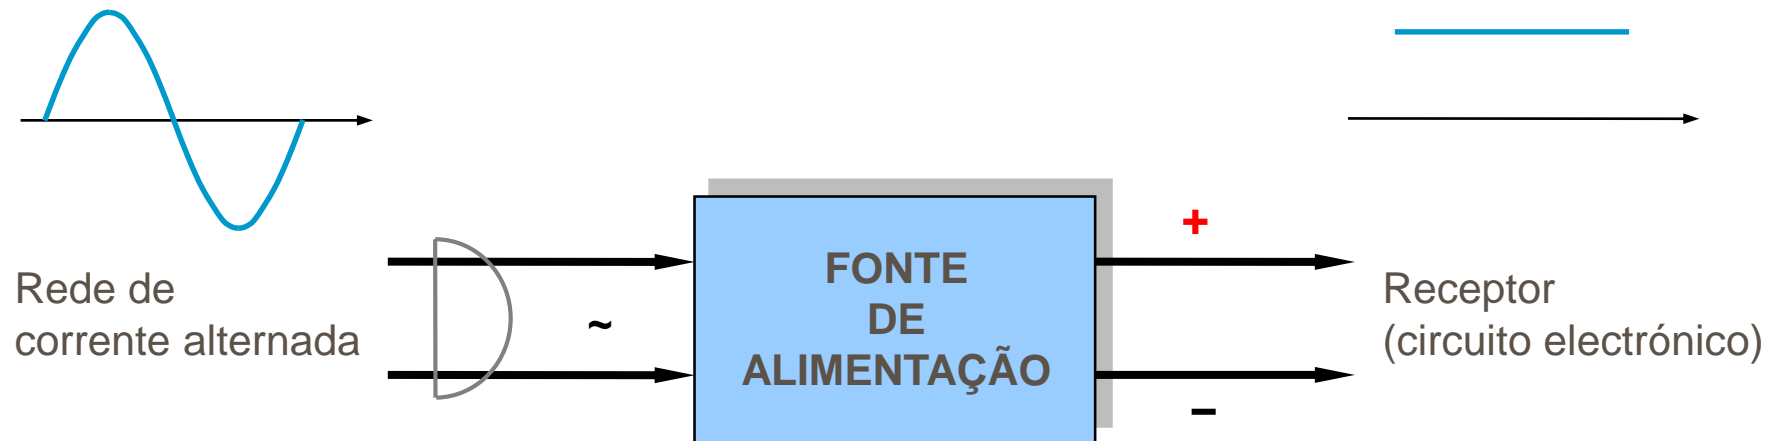 +
FONTE
Rede de
corrente alternada
~
DE
ALIMENTAÇÃO
Receptor
(circuito electrónico)
–